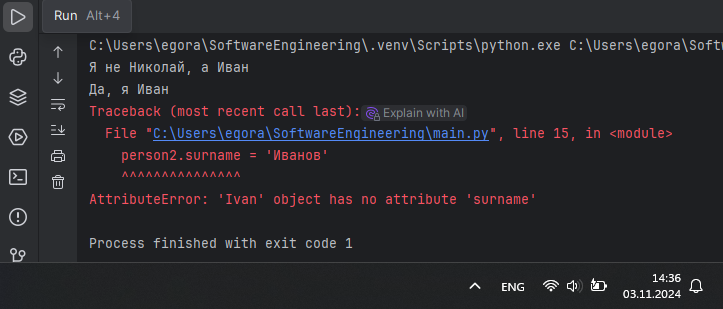 Run Alt+4
C:\Users\egora\SoftwareEngineering\.venv\Scripts\python.exe C:\Users\egora\Softw
Я не Николай, а Иван
Да, я Иван
Traceback (most recent call last): Explain with AI
File "C:\Users\egora\SoftwareEngineering\main.py", line 15, in <module>
person2.surname = 'Иванов'
^^^^^^^^^^^^^^^
AttributeError: 'Ivan' object has no attribute 'surname'
Process finished with exit code 1
ENG
14:36
03.11.2024